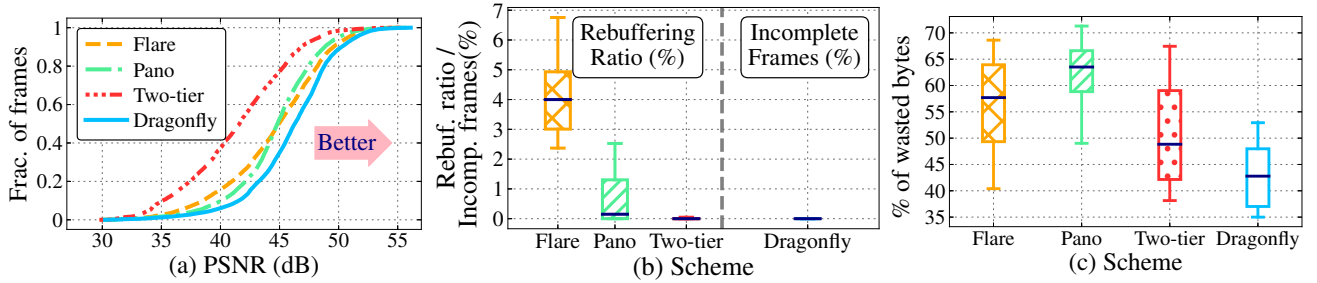 Frac. of frames
1
0.8
0.6
0.4
0.2
0
Flare
Pano
Two-tier
Dragonfly
Better
30 35 40 45 50 55
(a) PSNR (dB)
Rebuf. ratio /
Incomp. frames(%)
7
6
5
4
3
2
1
0
Rebuffering
Ratio (%)
Incomplete
Frames (%)
Flare Pano Two-tier Dragonfly
(b) Scheme
% of wasted bytes
70
65
60
55
50
45
40
35
Flare Pano Two-tier Dragonfly
(c) Scheme